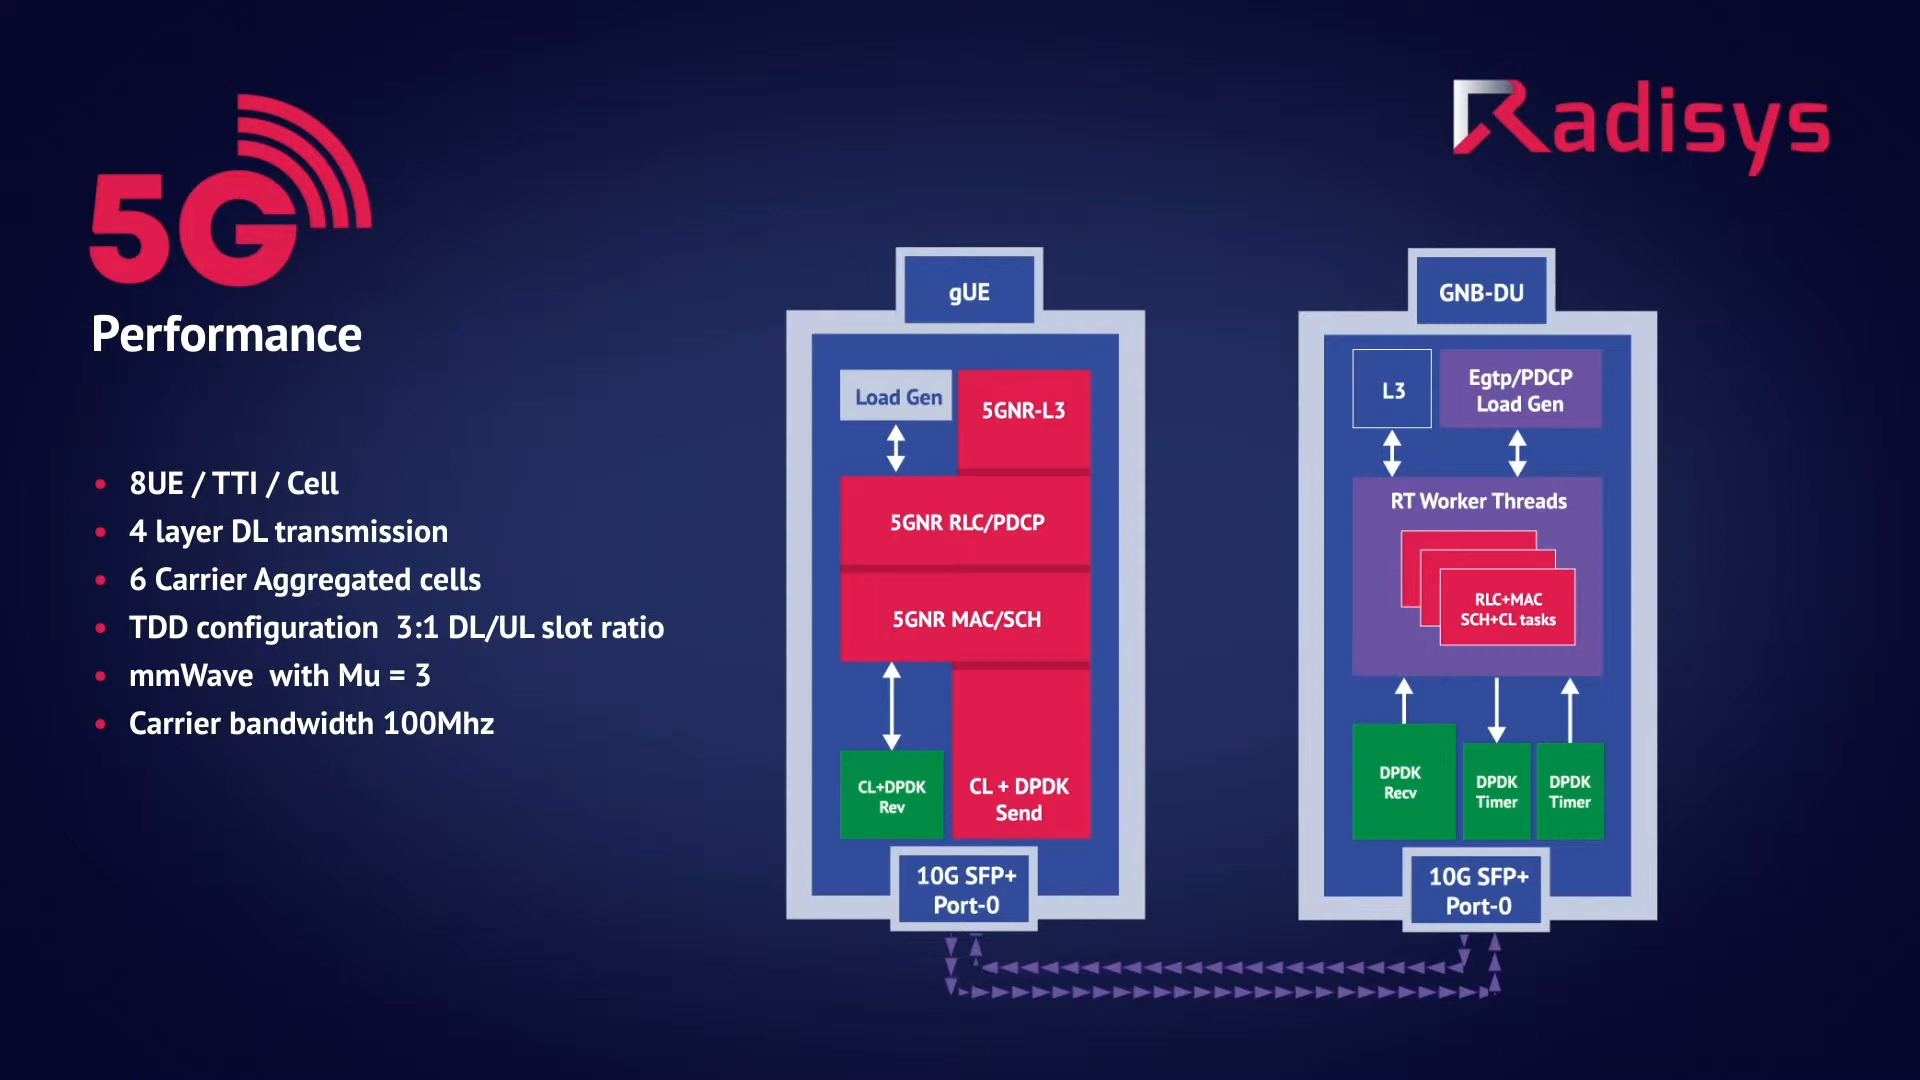 Radisys
5G
Performance
8UE / TTI / Cell
4 layer DL transmission
6 Carrier Aggregated cells
TDD configuration 3:1 DL/UL slot ratio
mmWave with Mu = 3
Carrier bandwidth 100Mhz
gUE
Load Gen
5GNR-L3
5GNR RLC/PDCP
5GNR MAC/SCH
CL+DPDK
Rev
CL + DPDK
Send
10G SFP+
Port-0
GNB-DU
L3
Egtp/PDCP
Load Gen
RT Worker Threads
RLC+MAC
SCH+CL tasks
DPDK
Recv
DPDK
Timer
DPDK
Timer
10G SFP+
Port-0